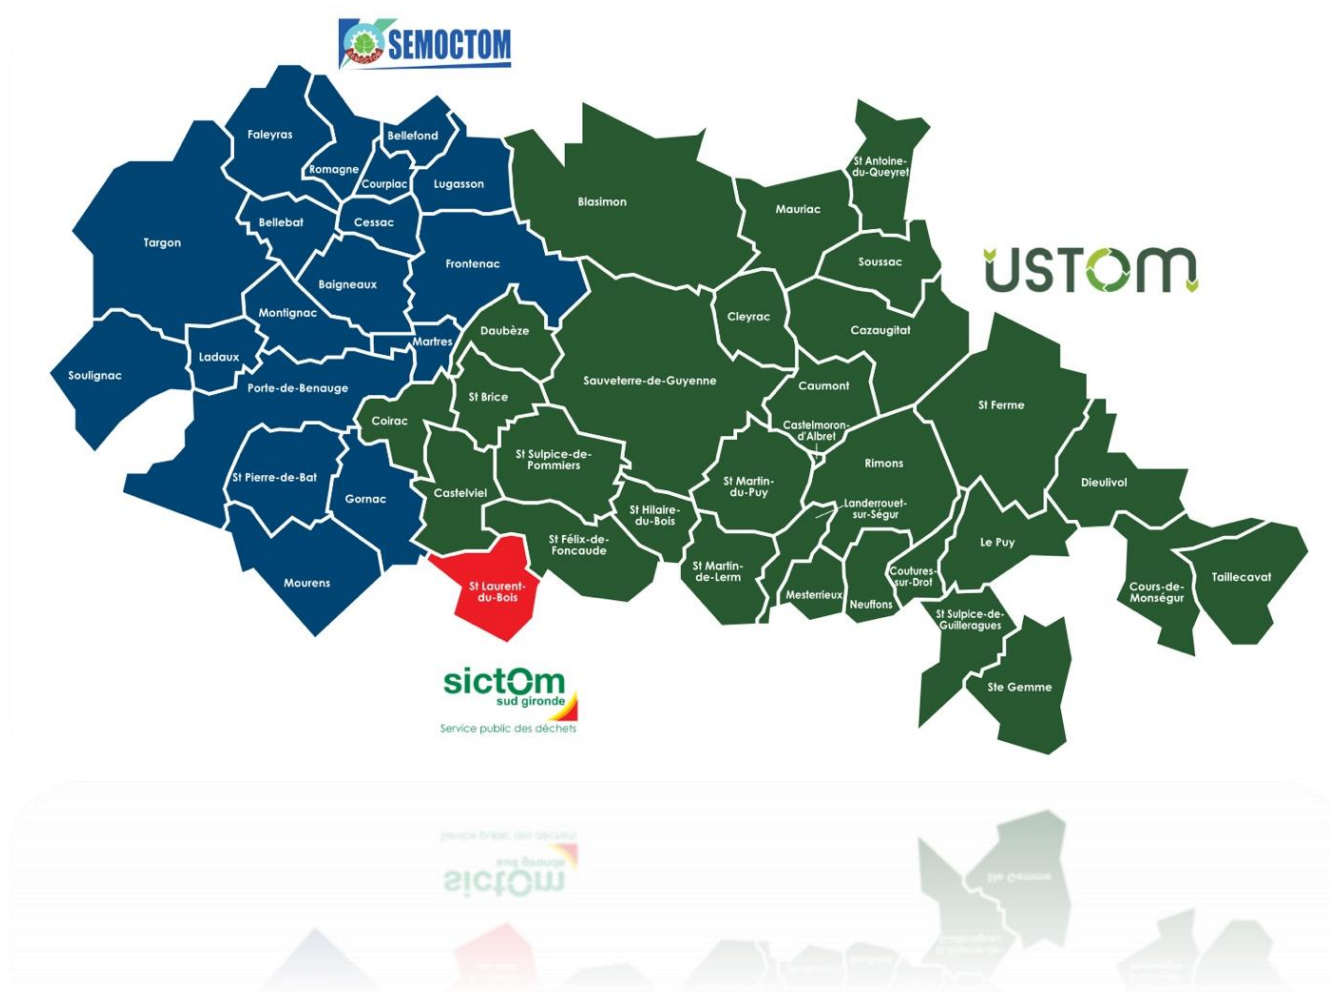 SEMOCTOM
SEMOCTOM
Faleyras
Bellefond
Romagne
Courpiac
Lugasson
St Antoine-
du-Queyret
Blasimon
Mauriac
Targon
Bellebat
Cessac
Soussac
Frontenac
USTOM
Baigneaux
Montignac
Cleyrac
Daubèze
Cazaugitat
Martres
Ladaux
Soulignac
Porte-de-Benauge
Sauveterre-de-Guyenne
Caumont
St Brice
St Ferme
Coirac
Castelmoron-
d'Albret
St Sulpice-de-
Pommiers
Rimons
St Pierre-de-Bat
Gornac
Castelviel
St Martin-
du-Puy
Dieulivol
Landerrouet-
sur-Ségur
St Hilaire-
du-Bois
St Félix-de-
Foncaude
Le Puy
St Martin-
de-Lerm
Coutures-
sur-Drot
Mourens
St Laurent-
du-Bois
Mesterrieux
Neuffons
Cours-de-
Monségur
Taillecavat
St Sulpice-de-
Guilleragues
Ste Gemme
sictOm
sud gironde
Service public des déchets